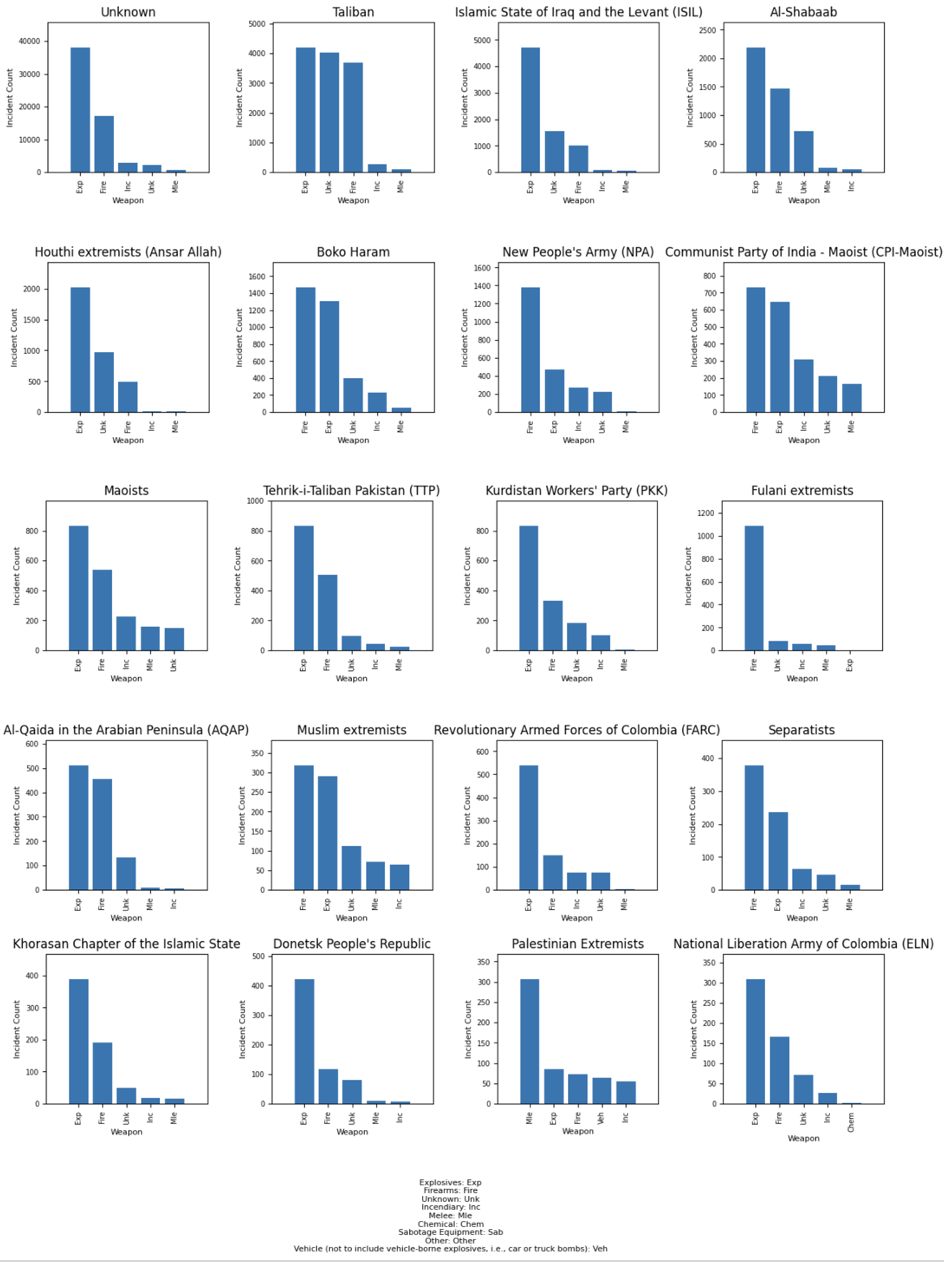 Unknown
Taliban
Islamic State of Iraq and the Levant (ISIL)
Al-Shabaab
Incident Count
40000
30000
20000
10000
0
Exp
Fire
Inc
Unk
Mle
Weapon
Incident Count
5000
4000
3000
2000
1000
0
Exp
Unk
Fire
Inc
Mle
Weapon
Incident Count
5000
4000
3000
2000
1000
0
Exp
Unk
Fire
Inc
Mle
Weapon
Incident Count
2500
2000
1500
1000
500
0
Exp
Fire
Unk
Mle
Inc
Weapon
Houthi extremists (Ansar Allah)
Boko Haram
New People's Army (NPA)
Communist Party of India - Maoist (CPI-Maoist)
Incident Count
2000
1500
1000
500
0
Exp
Unk
Fire
Inc
Mle
Weapon
Incident Count
1600
1400
1200
1000
800
600
400
200
0
Fire
Exp
Unk
Inc
Mle
Weapon
Incident Count
1600
1400
1200
1000
800
600
400
200
0
Fire
Exp
Inc
Unk
Mle
Weapon
Incident Count
800
700
600
500
400
300
200
100
0
Fire
Exp
Inc
Unk
Mle
Weapon
Maoists
Tehrik-i-Taliban Pakistan (TTP)
Kurdistan Workers' Party (PKK)
Fulani extremists
Incident Count
800
600
400
200
0
Exp
Fire
Inc
Mle
Unk
Weapon
Incident Count
1000
800
600
400
200
0
Exp
Fire
Unk
Inc
Mle
Weapon
Incident Count
800
600
400
200
0
Exp
Fire
Unk
Inc
Mle
Weapon
Incident Count
1200
1000
800
600
400
200
0
Fire
Unk
Inc
Mle
Exp
Weapon
Al-Qaida in the Arabian Peninsula (AQAP)
Muslim extremists
Revolutionary Armed Forces of Colombia (FARC)
Separatists
Incident Count
600
500
400
300
200
100
0
Exp
Fire
Unk
Mle
Inc
Weapon
Incident Count
350
300
250
200
150
100
50
0
Fire
Exp
Unk
Mle
Inc
Weapon
Incident Count
600
500
400
300
200
100
0
Exp
Fire
Inc
Unk
Mle
Weapon
Incident Count
400
300
200
100
0
Fire
Exp
Inc
Unk
Mle
Weapon
Khorasan Chapter of the Islamic State
Donetsk People's Republic
Palestinian Extremists
National Liberation Army of Colombia (ELN)
Incident Count
400
300
200
100
0
Exp
Fire
Unk
Inc
Mle
Weapon
Incident Count
500
400
300
200
100
0
Exp
Fire
Unk
Mle
Inc
Weapon
Incident Count
350
300
250
200
150
100
50
0
Mle
Exp
Fire
Veh
Inc
Weapon
Incident Count
350
300
250
200
150
100
50
0
Exp
Fire
Unk
Inc
Chem
Weapon
Explosives: Exp
Firearms: Fire
Unknown: Unk
Incendiary: Inc
Melee: Mle
Chemical: Chem
Sabotage Equipment: Sab
Other: Other
Vehicle (not to include vehicle-borne explosives, i.e., car or truck bombs): Veh